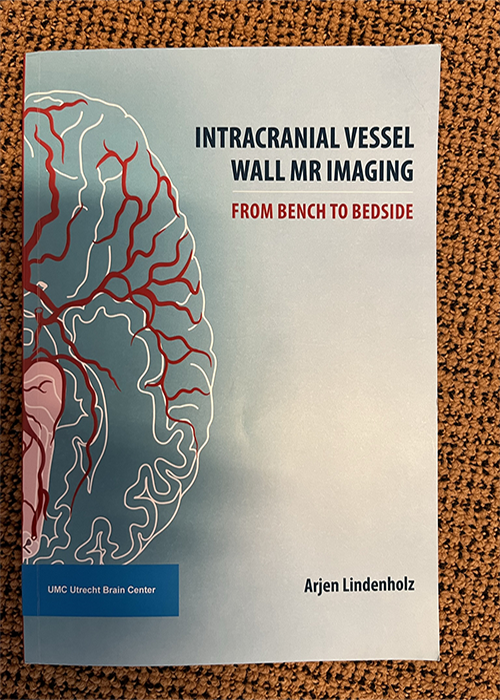 INTRACRANIAL VESSEL
WALL MR IMAGING
FROM BENCH TO BEDSIDE
UMC Utrecht Brain Center
Arjen Lindenholz